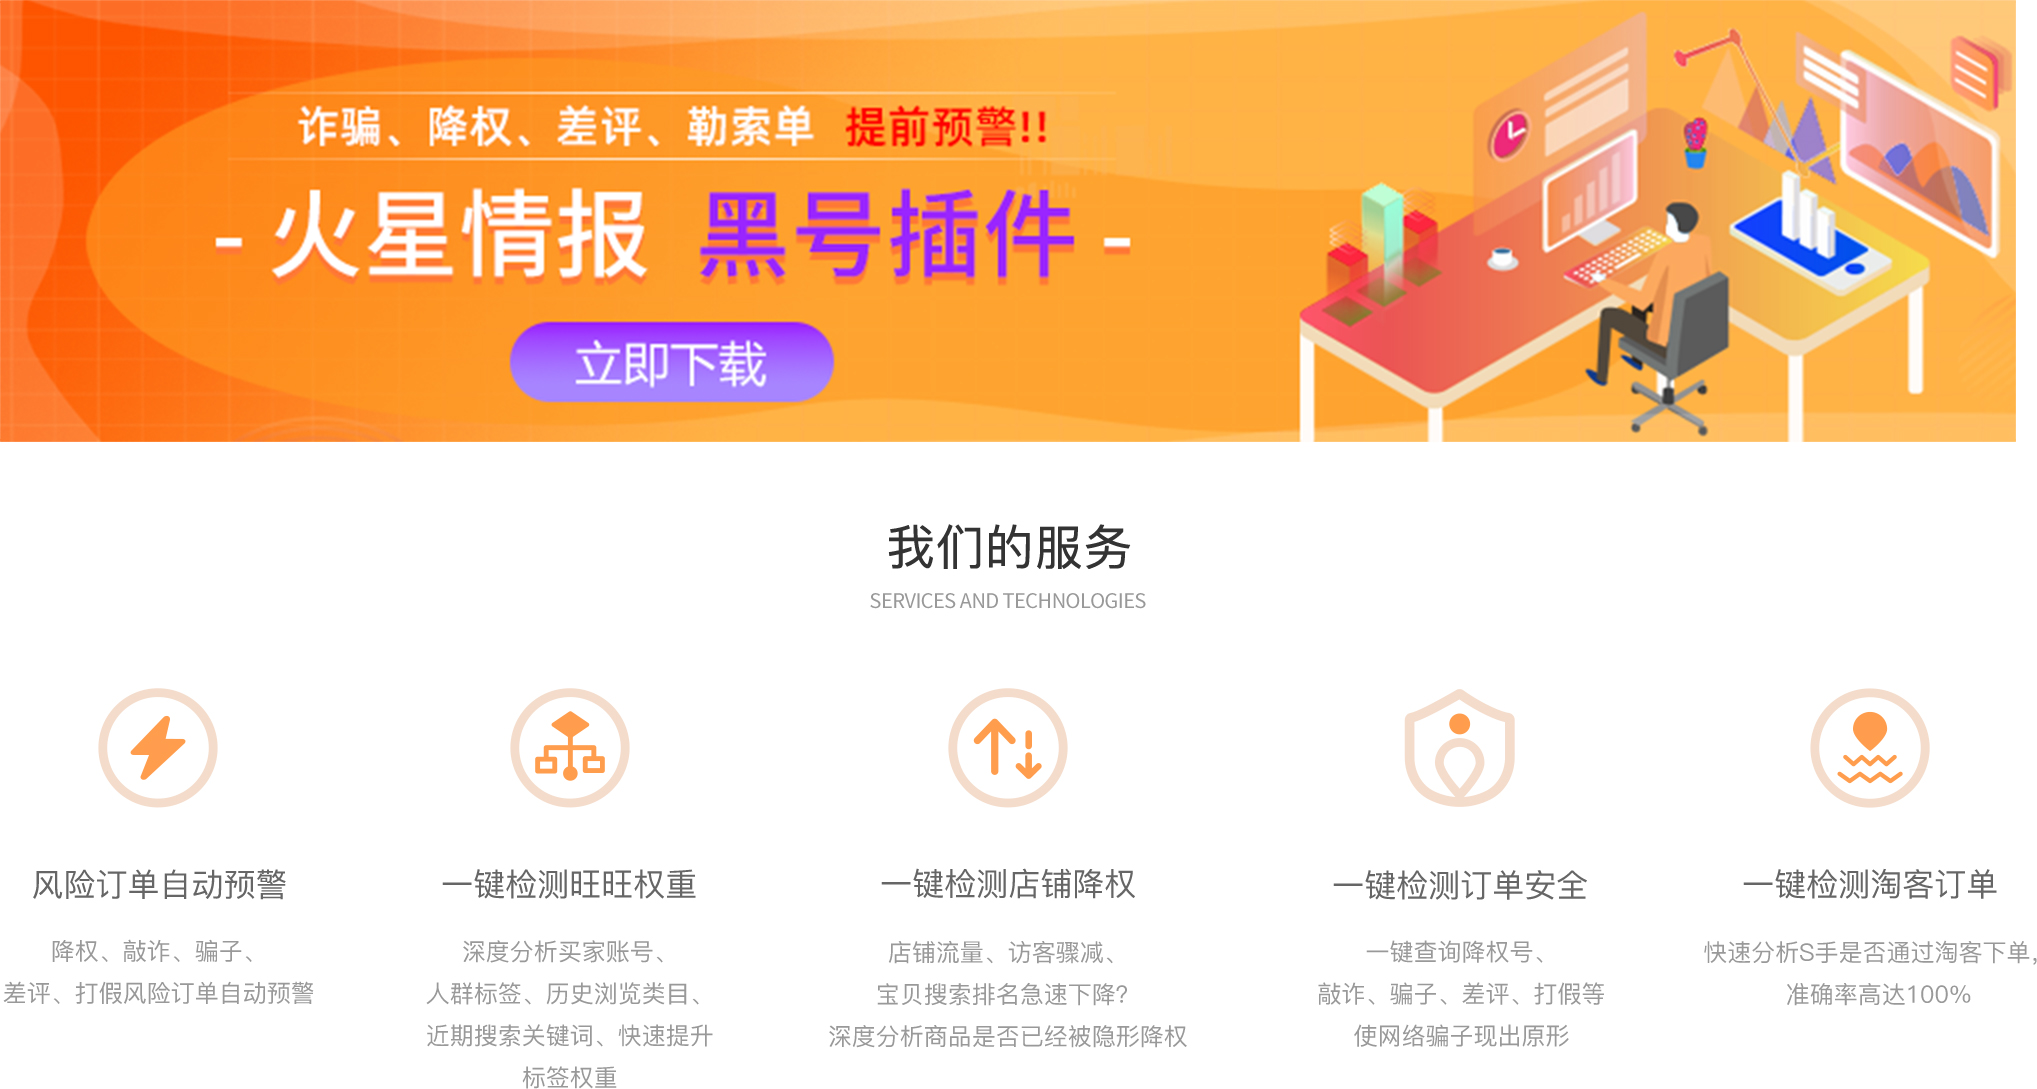 诈骗、降权、差评、勒索单 提前预警!!
- 火星情报 黑号插件 -
立即下载
我们的服务
SERVICES AND TECHNOLOGIES
风险订单自动预警
降权、敲诈、骗子、
差评、打假风险订单自动预警
一键检测旺旺权重
深度分析买家账号、
人群标签、历史浏览类目、
近期搜索关键词、快速提升
标签权重
一键检测店铺降权
店铺流量、访客骤减、
宝贝搜索排名急速下降?
深度分析商品是否已经被隐形降权
一键检测订单安全
一键查询降权号、
敲诈、骗子、差评、打假等
使网络骗子现出原形
一键检测淘客订单
快速分析S手是否通过淘客下单,
准确率高达100%